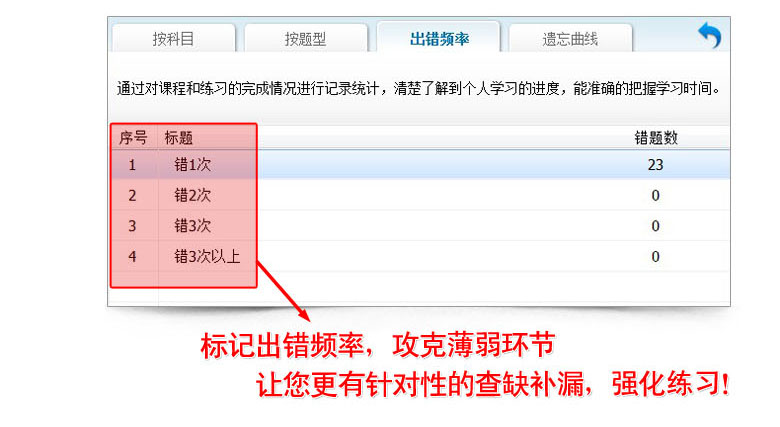 按科目 按题型 出错频率 遗忘曲线
通过对课程和练习的完成情况进行记录统计，清楚了解到个人学习的进度，能准确的把握学习时间。
序号 标题 错题数
1 错1次 23
2 错2次 0
3 错3次 0
4 错3次以上 0
标记出错频率，攻克薄弱环节
让您更有针对性的查缺补漏，强化练习!